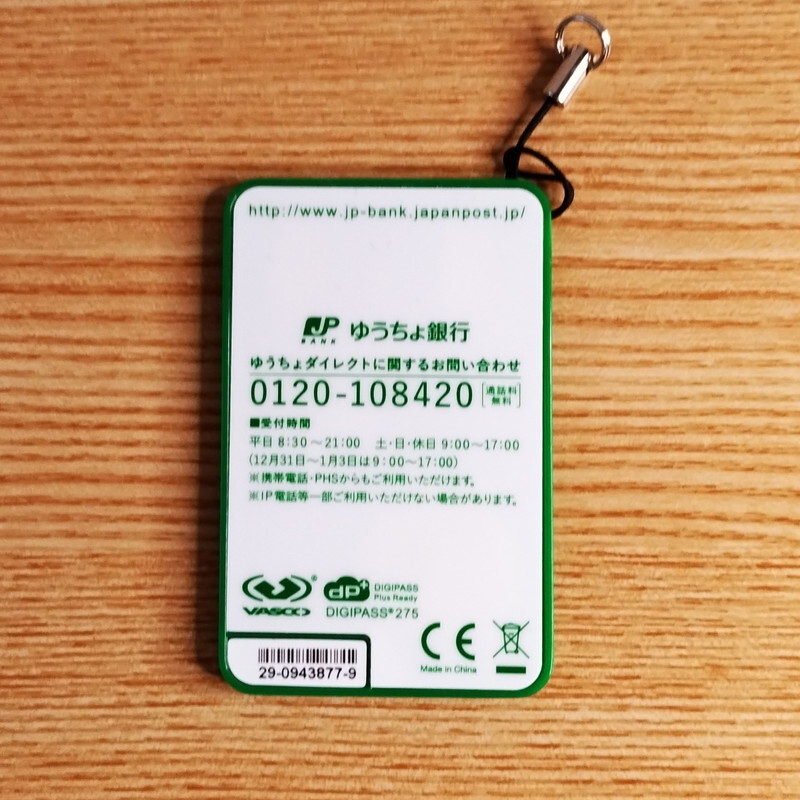 http://www.jp-bank.japanpost.jp/
JP BANK ゆうちょ銀行
ゆうちょダイレクトに関するお問い合わせ
0120-108420 [通話料無料]
■受付時間
平日 8:30～21:00 土・日・休日 9:00～17:00
(12月31日～1月3日は9:00～17:00)
※携帯電話・PHSからもご利用いただけます。
※IP電話等一部ご利用いただけない場合があります。
VASCO® dP+ DIGIPASS
Plus Ready
DIGIPASS®275
CE
Made in China
29-0943877-9